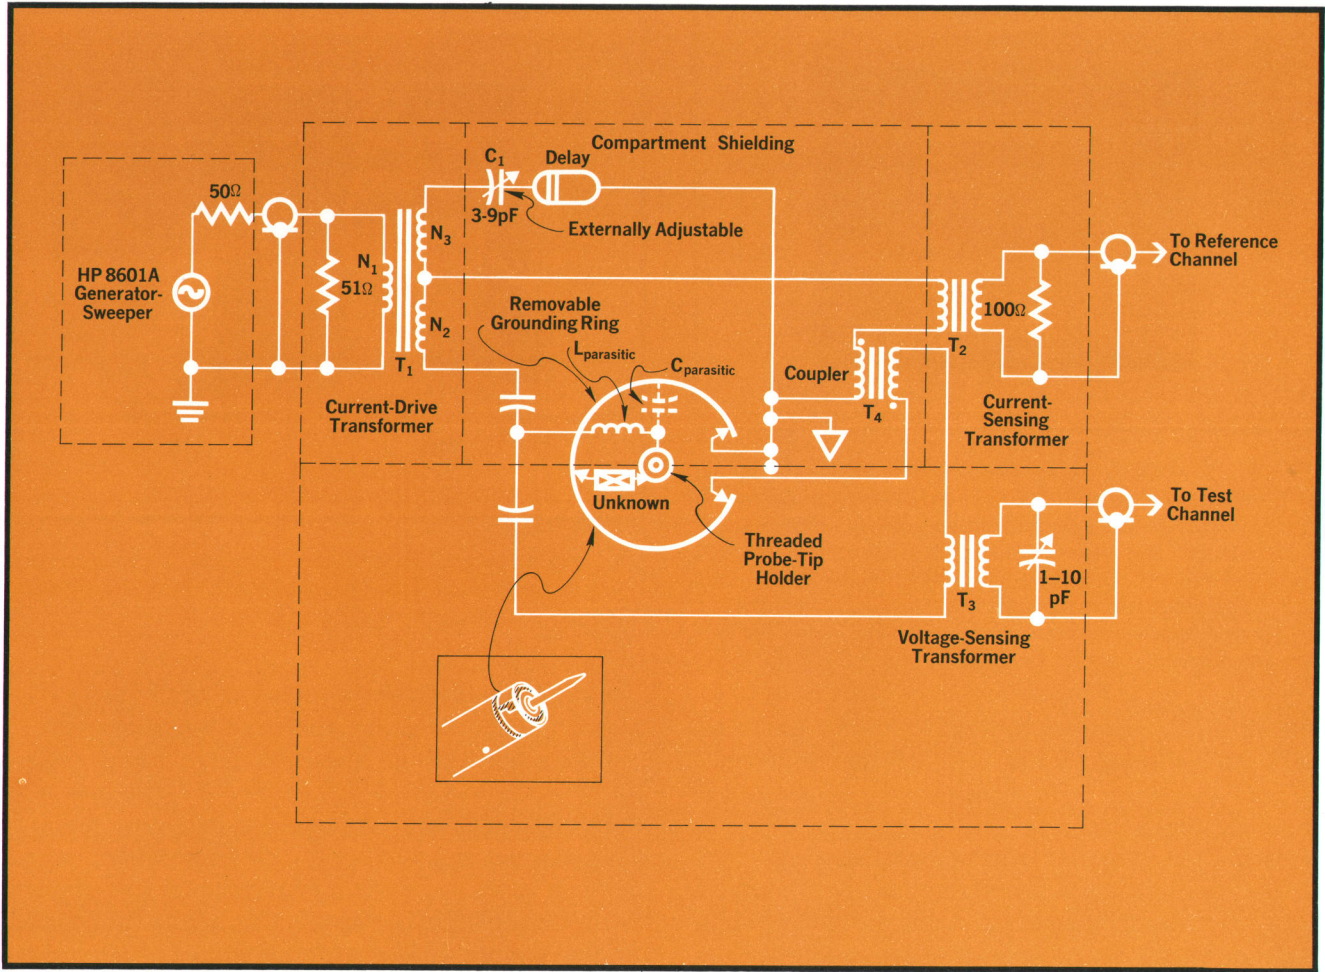 Compartment Shielding
C1
Delay
50Ω
3-9pF
Externally Adjustable
N3
N1
51Ω
N2
T1
HP 8601A
Generator-
Sweeper
Current-Drive
Transformer
Removable
Grounding Ring
Lparasitic
Cparasitic
Unknown
Threaded
Probe-Tip
Holder
Coupler
T4
T2
100Ω
To Reference
Channel
Current-
Sensing
Transformer
To Test
Channel
1–10
pF
T3
Voltage-Sensing
Transformer